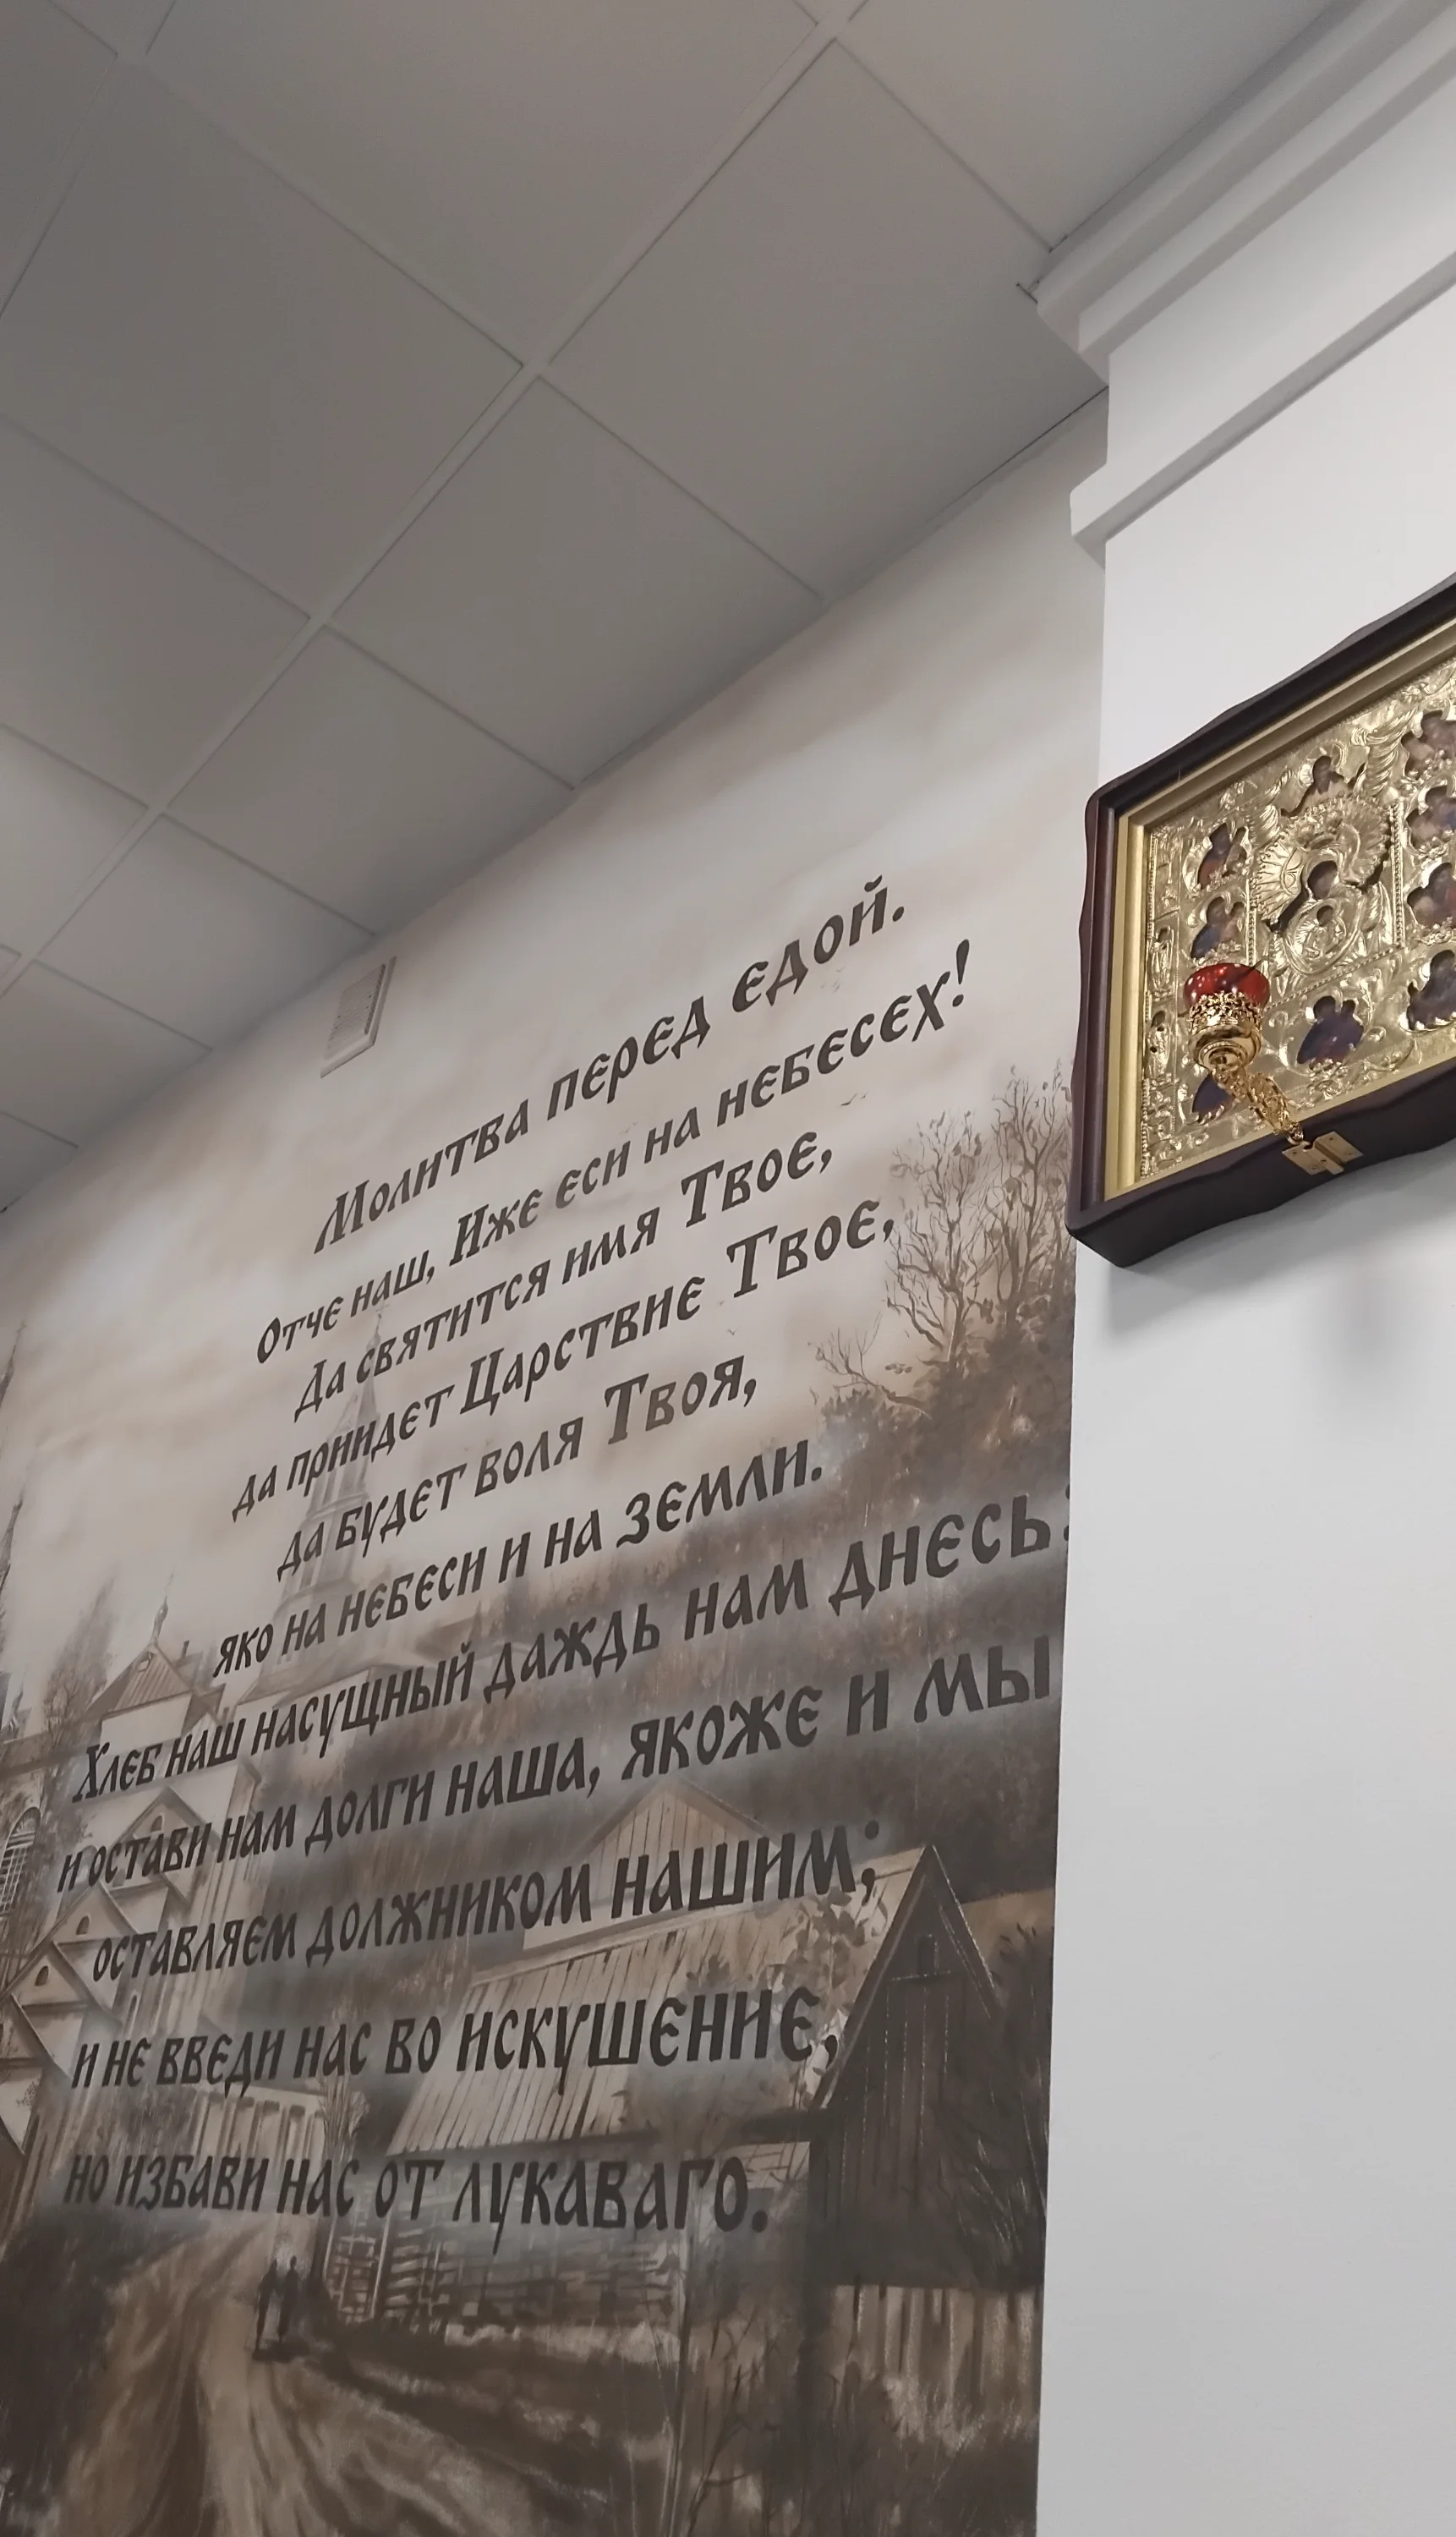 Молитва перед едой.
Отче наш, Иже еси на небесех!
Да святится имя Твое,
да приидет Царствие Твое,
да будет воля Твоя,
яко на небеси и на земли.
Хлеб наш насущный даждь нам днесь;
и остави нам долги наша, якоже и мы
оставляем должником нашим;
и не введи нас во искушение,
но избави нас от лукаваго.